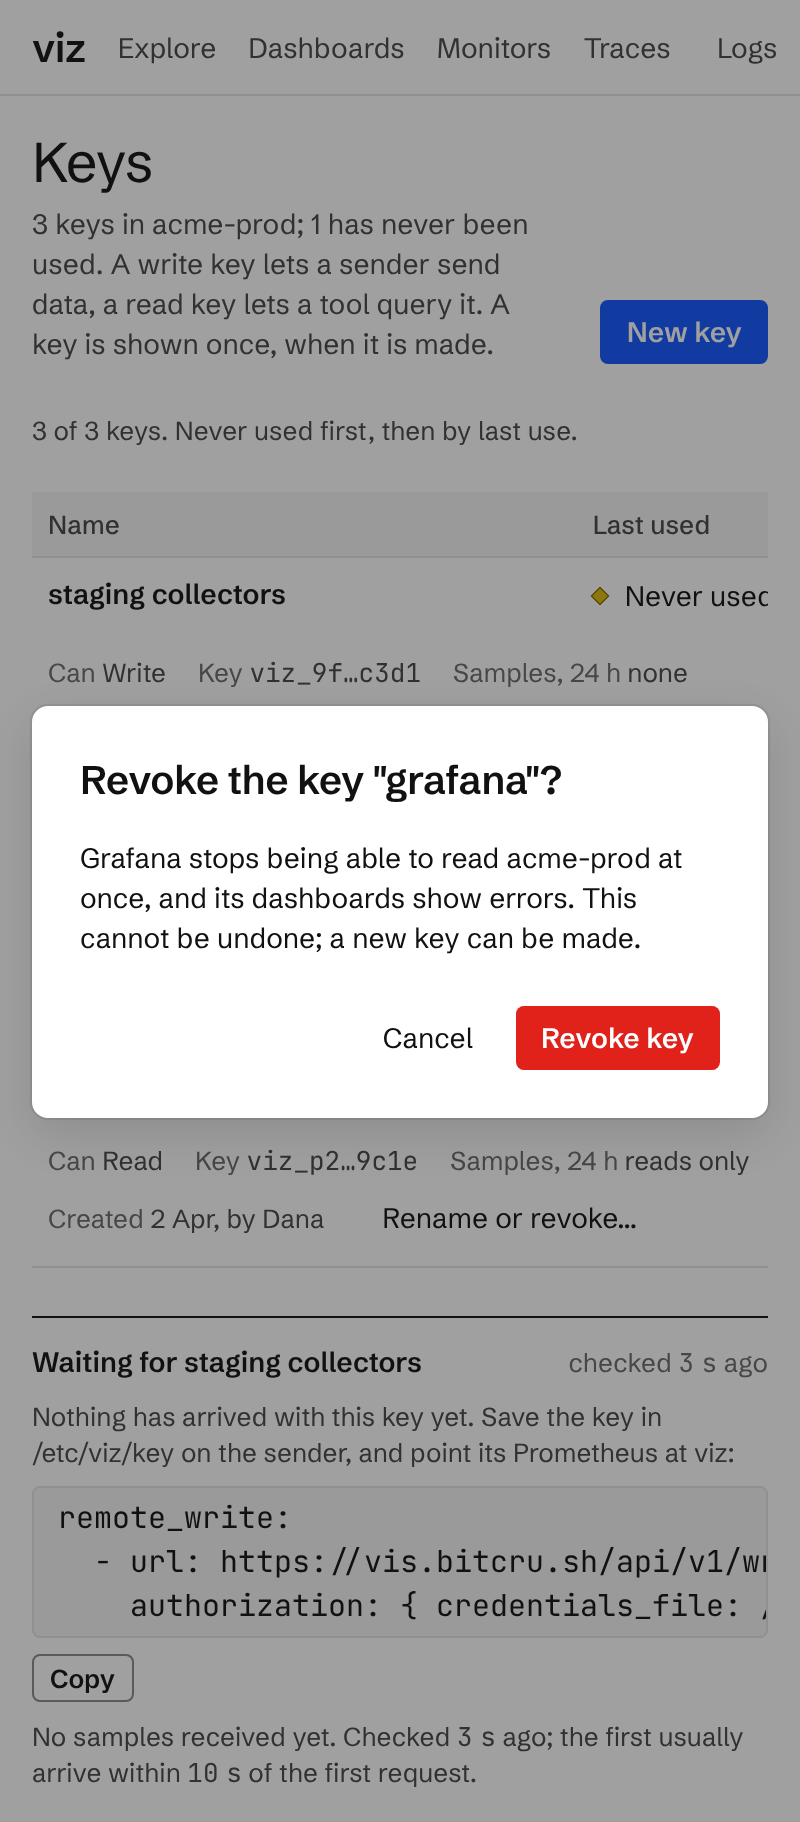 viz Explore Dashboards Monitors Traces Logs
Keys
3 keys in acme-prod; 1 has never been
used. A write key lets a sender send
data, a read key lets a tool query it. A
key is shown once, when it is made.
New key
3 of 3 keys. Never used first, then by last use.
Name Last used
staging collectors Never used
Can Write Key viz_9f…c3d1 Samples, 24 h none
Revoke the key "grafana"?
Grafana stops being able to read acme-prod at
once, and its dashboards show errors. This
cannot be undone; a new key can be made.
Cancel Revoke key
Can Read Key viz_p2…9c1e Samples, 24 h reads only
Created 2 Apr, by Dana Rename or revoke…
Waiting for staging collectors checked 3 s ago
Nothing has arrived with this key yet. Save the key in
/etc/viz/key on the sender, and point its Prometheus at viz:
remote_write:
- url: https://vis.bitcru.sh/api/v1/
authorization: { credentials_file:
Copy
No samples received yet. Checked 3 s ago; the first usually
arrive within 10 s of the first request.